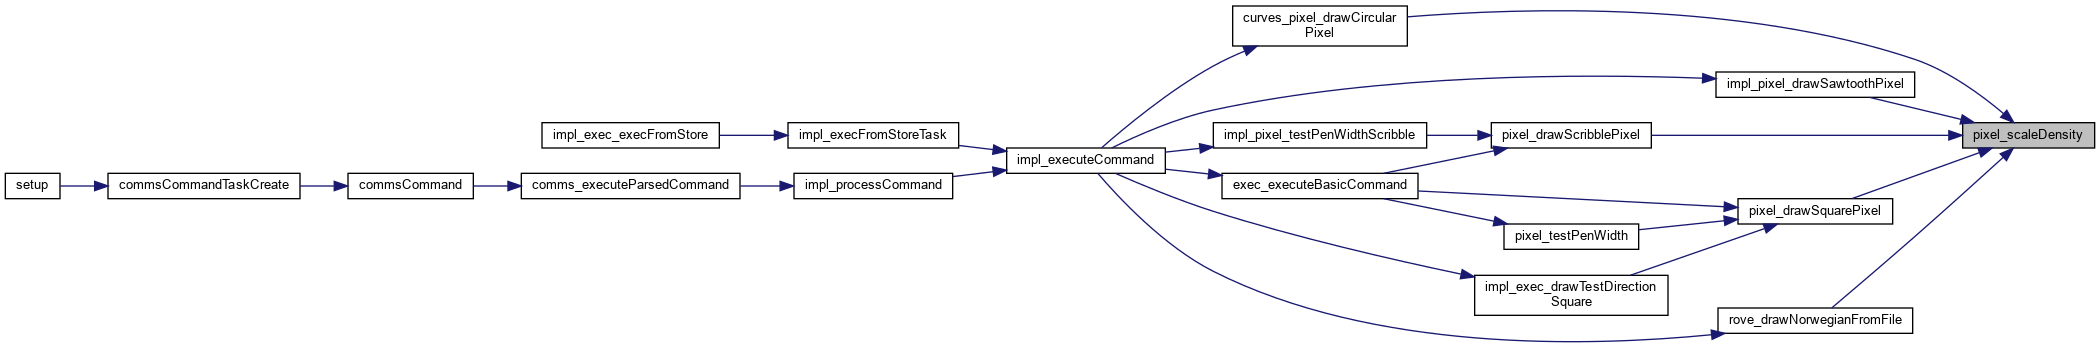 curves_pixel_drawCircular
Pixel
impl_pixel_drawSawtoothPixel
impl_exec_execFromStore
impl_execFromStoreTask
impl_pixel_testPenWidthScribble
pixel_drawScribblePixel
pixel_scaleDensity
impl_executeCommand
setup
commsCommandTaskCreate
commsCommand
comms_executeParsedCommand
impl_processCommand
exec_executeBasicCommand
pixel_drawSquarePixel
pixel_testPenWidth
impl_exec_drawTestDirection
Square
rove_drawNorwegianFromFile